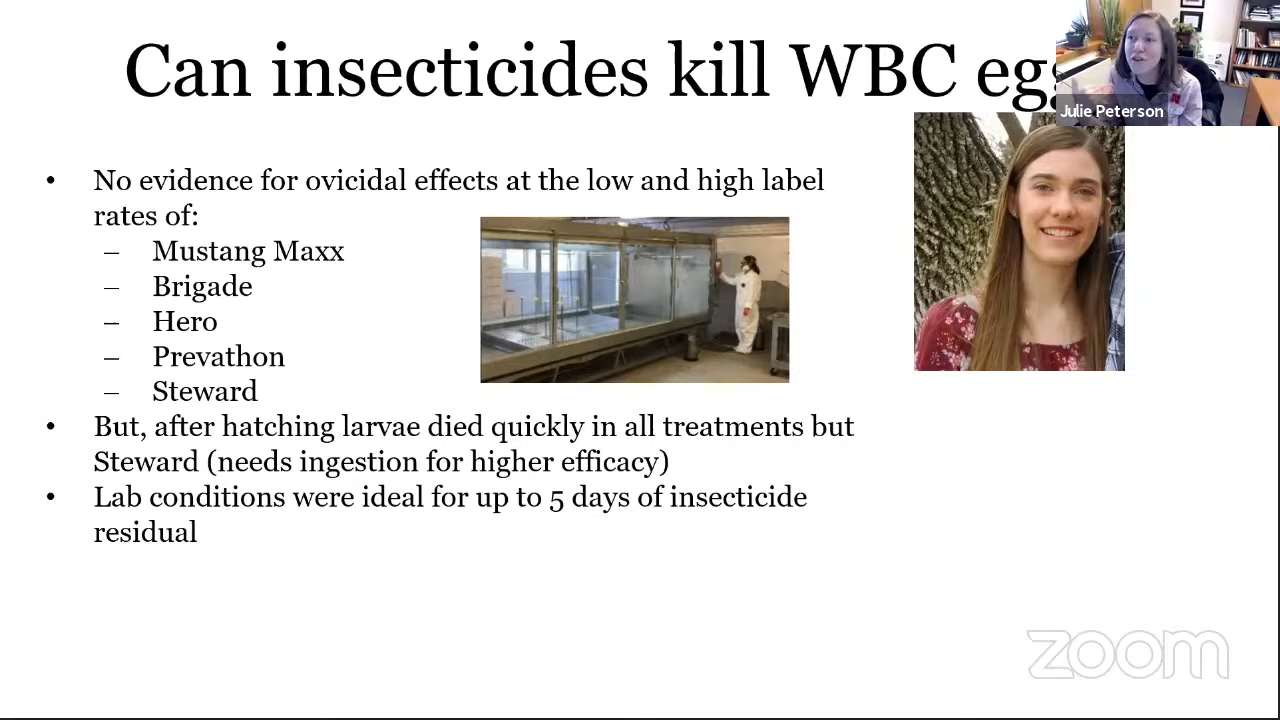 Can insecticides kill WBC
Julie Peterson
• No evidence for ovicidal effects at the low and high label
rates of:
– Mustang Maxx
– Brigade
– Hero
– Prevathon
– Steward
• But, after hatching larvae died quickly in all treatments but
Steward (needs ingestion for higher efficacy)
• Lab conditions were ideal for up to 5 days of insecticide
residual
zoom